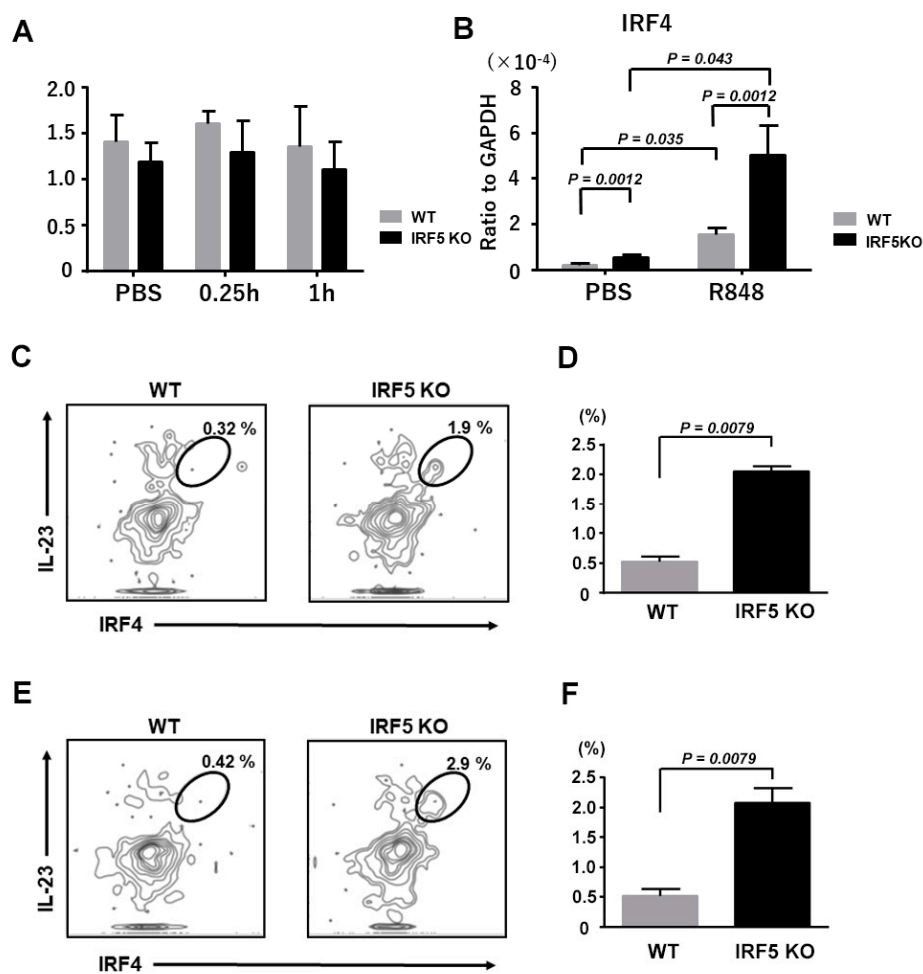 A
2.0
1.5
1.0
0.5
0
PBS 0.25h 1h
WT
IRF5 KO
B
IRF4
(×10⁻⁴)
Ratio to GAPDH
8
6
4
2
0
P = 0.043
P = 0.0012
P = 0.035
P = 0.0012
PBS R848
WT
IRF5KO
C
WT
IRF5 KO
0.32 %
1.9 %
IL-23
IRF4
D
(%)
2.5
2.0
1.5
1.0
0.5
0
P = 0.0079
WT IRF5 KO
E
WT
IRF5 KO
0.42 %
2.9 %
IL-23
IRF4
F
(%)
2.5
2.0
1.5
1.0
0.5
0
P = 0.0079
WT IRF5 KO